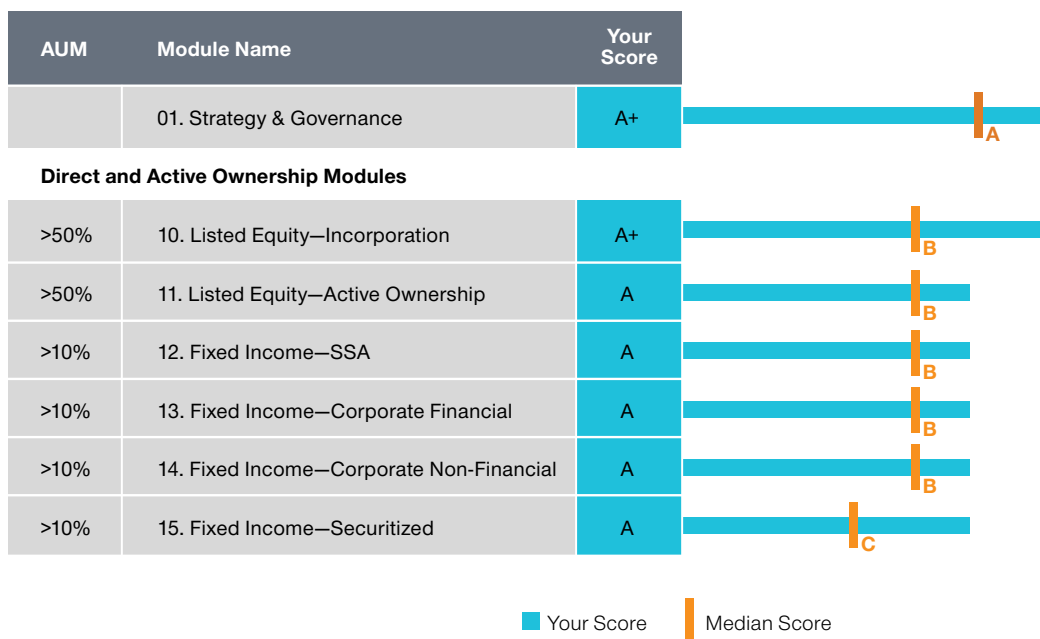 AUM Module Name Your Score
01. Strategy & Governance A+ A
Direct and Active Ownership Modules
>50% 10. Listed Equity—Incorporation A+ B
>50% 11. Listed Equity—Active Ownership A B
>10% 12. Fixed Income—SSA A B
>10% 13. Fixed Income—Corporate Financial A B
>10% 14. Fixed Income—Corporate Non-Financial A B
>10% 15. Fixed Income—Securitized A C
Your Score Median Score